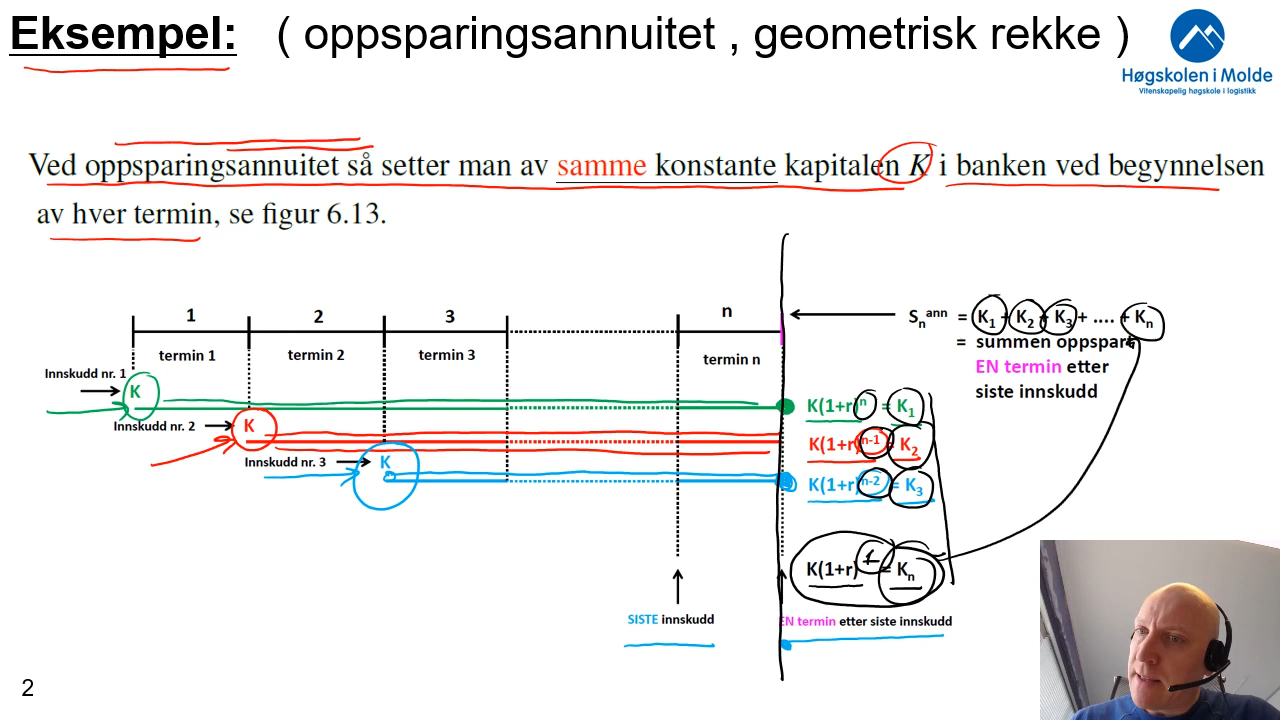 Eksempel: ( oppsparingsannuitet , geometrisk rekke )
Høgskolen i Molde
Vitenskapelig høgskole i logistikk
Ved oppsparingsannuitet så setter man av samme konstante kapitalen K i banken ved begynnelsen
av hver termin, se figur 6.13.
1 2 3 n
termin 1 termin 2 termin 3 termin n
Sₙᵃⁿⁿ = K₁ + K₂ + K₃ + .... + Kₙ
= summen oppspart
EN termin etter
siste innskudd
Innskudd nr. 1 K
K(1+r)ⁿ = K₁
Innskudd nr. 2 K
K(1+r)ⁿ⁻¹ = K₂
Innskudd nr. 3 K
K(1+r)ⁿ⁻² = K₃
K(1+r)¹ = Kₙ
SISTE innskudd
EN termin etter siste innskudd
2